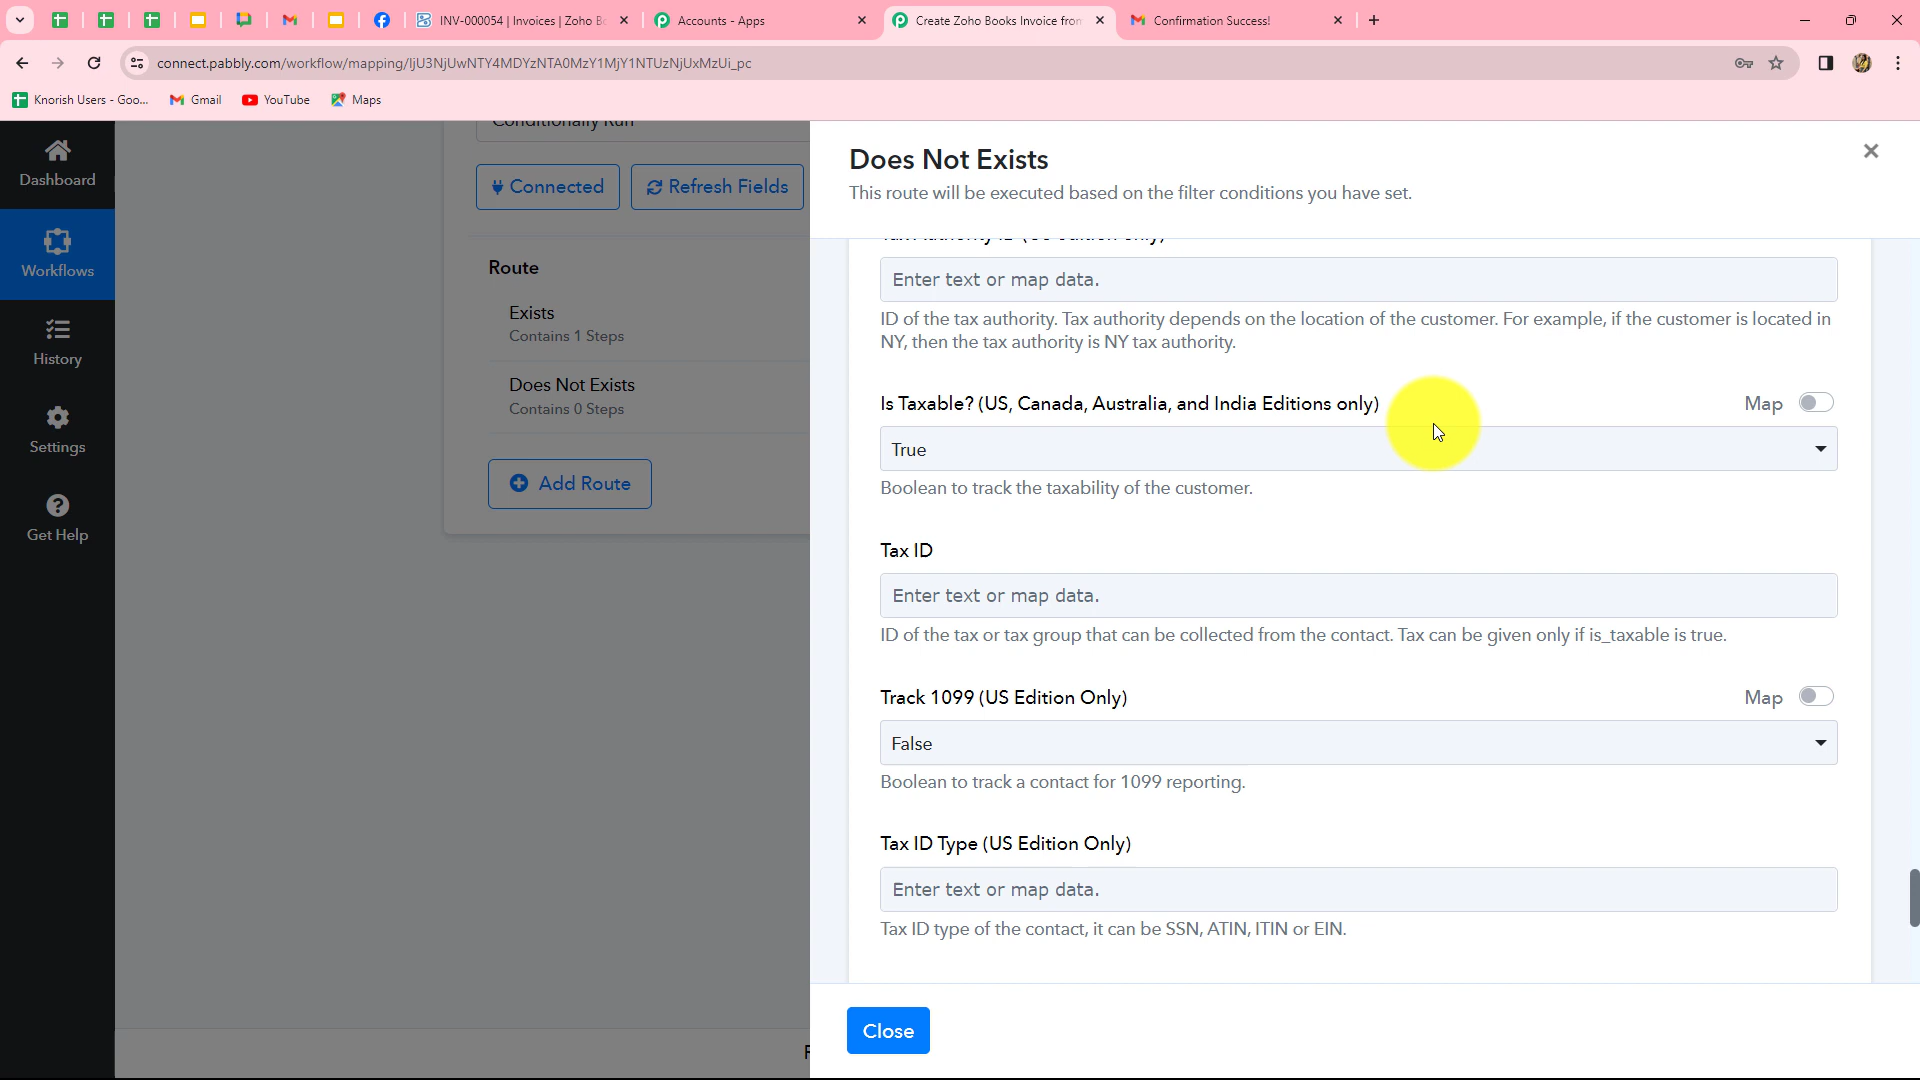 INV-000054 | Invoices | Zoho Bo
Accounts - Apps
Create Zoho Books Invoice from
Confirmation Success!
connect.pabbly.com/workflow/mapping/IjU3NjUwNTY4MDYzNTA0MzY1MjY1NTUzNjUxMzUi_pc
Knorish Users - Goo...
Gmail
YouTube
Maps
Dashboard
Workflows
History
Settings
Get Help
Conditionally Run
Connected
Refresh Fields
Route
Exists
Contains 1 Steps
Does Not Exists
Contains 0 Steps
Add Route
Does Not Exists
This route will be executed based on the filter conditions you have set.
Tax Authority ID (US edition only)
Enter text or map data.
ID of the tax authority. Tax authority depends on the location of the customer. For example, if the customer is located in
NY, then the tax authority is NY tax authority.
Is Taxable? (US, Canada, Australia, and India Editions only)
Map
True
Boolean to track the taxability of the customer.
Tax ID
Enter text or map data.
ID of the tax or tax group that can be collected from the contact. Tax can be given only if is_taxable is true.
Track 1099 (US Edition Only)
Map
False
Boolean to track a contact for 1099 reporting.
Tax ID Type (US Edition Only)
Enter text or map data.
Tax ID type of the contact, it can be SSN, ATIN, ITIN or EIN.
Close